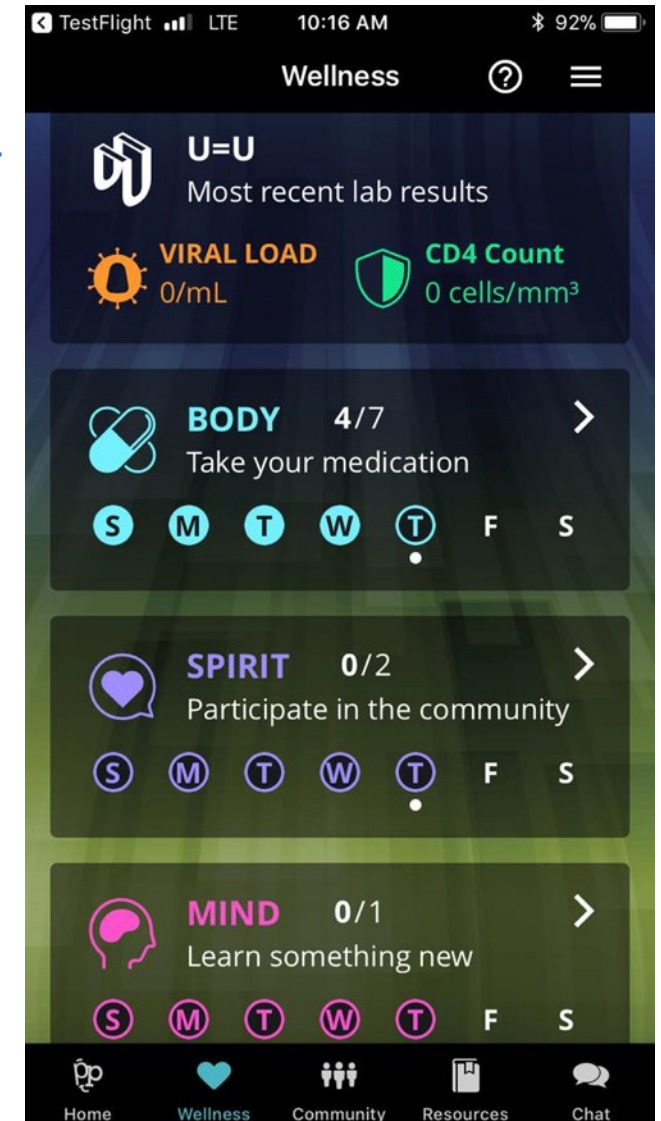 TestFlight LTE 10:16 AM 92%
Wellness ?
U=U
Most recent lab results
VIRAL LOAD CD4 Count
0/mL 0 cells/mm³
BODY 4/7
Take your medication
S M T W T F S
SPIRIT 0/2
Participate in the community
S M T W T F S
MIND 0/1
Learn something new
S M T W T F S
Home Wellness Community Resources Chat